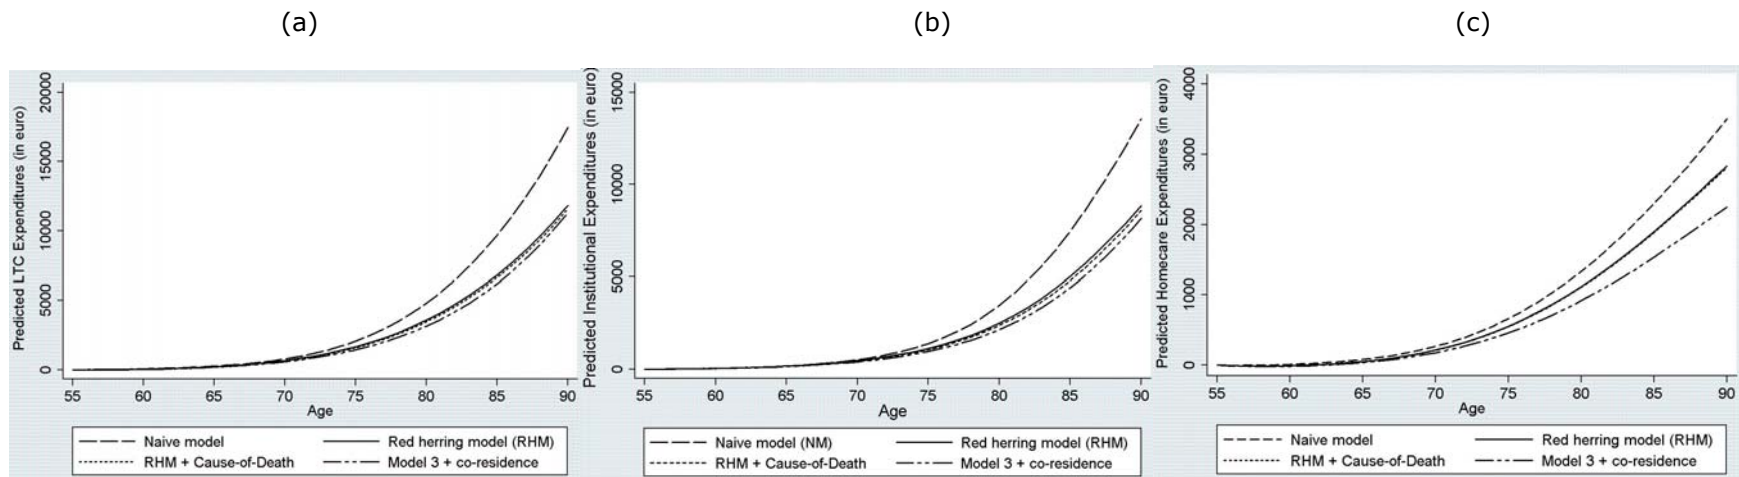 (a)
(b)
(c)
Predicted LTC Expenditures (in euro)
20000
15000
10000
5000
0
55 60 65 70 75 80 85 90
Age
Naive model
Red herring model (RHM)
RHM + Cause-of-Death
Model 3 + co-residence
Predicted Institutional Expenditures (in euro)
15000
10000
5000
0
55 60 65 70 75 80 85 90
Age
Naive model (NM)
Red herring model (RHM)
RHM + Cause-of-Death
Model 3 + co-residence
Predicted Homecare Expenditures (in euro)
4000
3000
2000
1000
0
55 60 65 70 75 80 85 90
Age
Naive model
Red herring model (RHM)
RHM + Cause-of-Death
Model 3 + co-residence